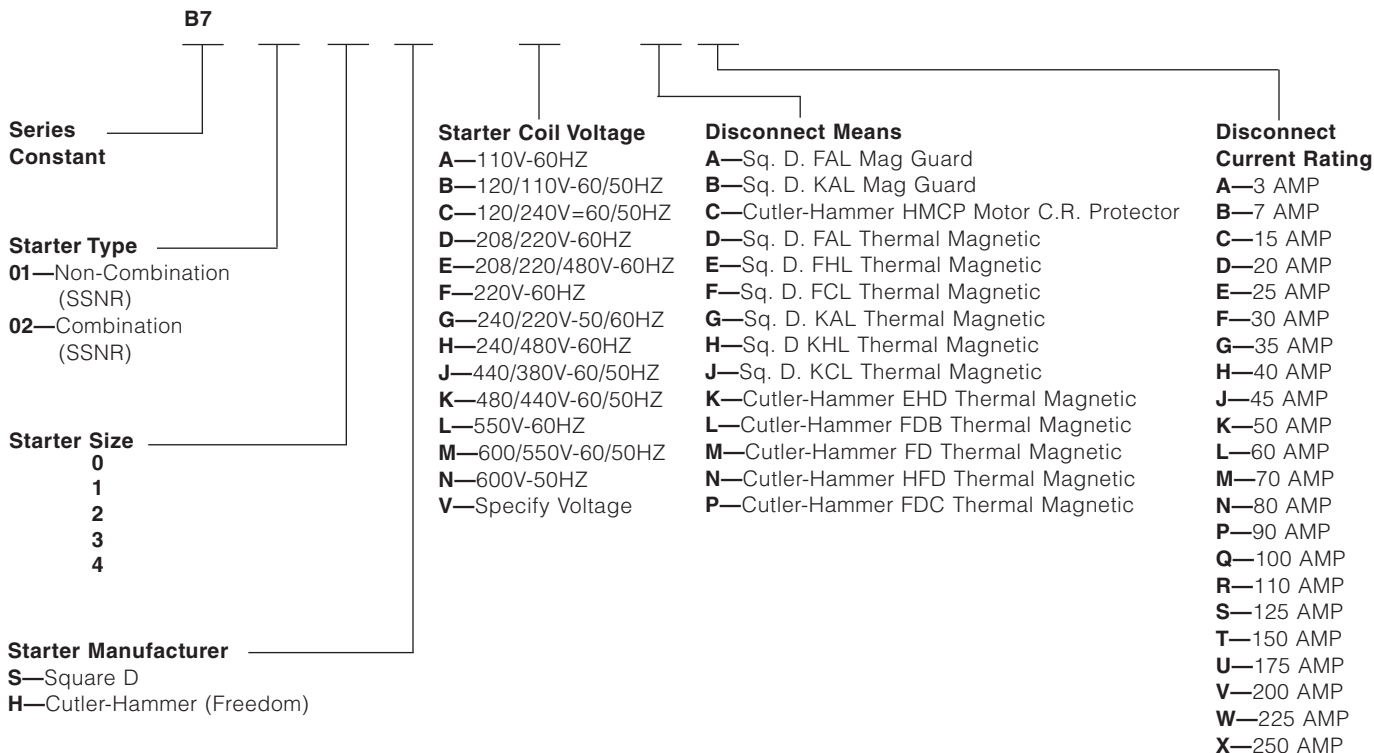 B7
Series
Constant
Starter Type
01—Non-Combination
(SSNR)
02—Combination
(SSNR)
Starter Size
0
1
2
3
4
Starter Manufacturer
S—Square D
H—Cutler-Hammer (Freedom)
Starter Coil Voltage
A—110V-60HZ
B—120/110V-60/50HZ
C—120/240V=60/50HZ
D—208/220V-60HZ
E—208/220/480V-60HZ
F—220V-60HZ
G—240/220V-50/60HZ
H—240/480V-60HZ
J—440/380V-60/50HZ
K—480/440V-60/50HZ
L—550V-60HZ
M—600/550V-60/50HZ
N—600V-50HZ
V—Specify Voltage
Disconnect Means
A—Sq. D. FAL Mag Guard
B—Sq. D. KAL Mag Guard
C—Cutler-Hammer HMCP Motor C.R. Protector
D—Sq. D. FAL Thermal Magnetic
E—Sq. D. FHL Thermal Magnetic
F—Sq. D. FCL Thermal Magnetic
G—Sq. D. KAL Thermal Magnetic
H—Sq. D KHL Thermal Magnetic
J—Sq. D. KCL Thermal Magnetic
K—Cutler-Hammer EHD Thermal Magnetic
L—Cutler-Hammer FDB Thermal Magnetic
M—Cutler-Hammer FD Thermal Magnetic
N—Cutler-Hammer HFD Thermal Magnetic
P—Cutler-Hammer FDC Thermal Magnetic
Disconnect
Current Rating
A—3 AMP
B—7 AMP
C—15 AMP
D—20 AMP
E—25 AMP
F—30 AMP
G—35 AMP
H—40 AMP
J—45 AMP
K—50 AMP
L—60 AMP
M—70 AMP
N—80 AMP
P—90 AMP
Q—100 AMP
R—110 AMP
S—125 AMP
T—150 AMP
U—175 AMP
V—200 AMP
W—225 AMP
X—250 AMP